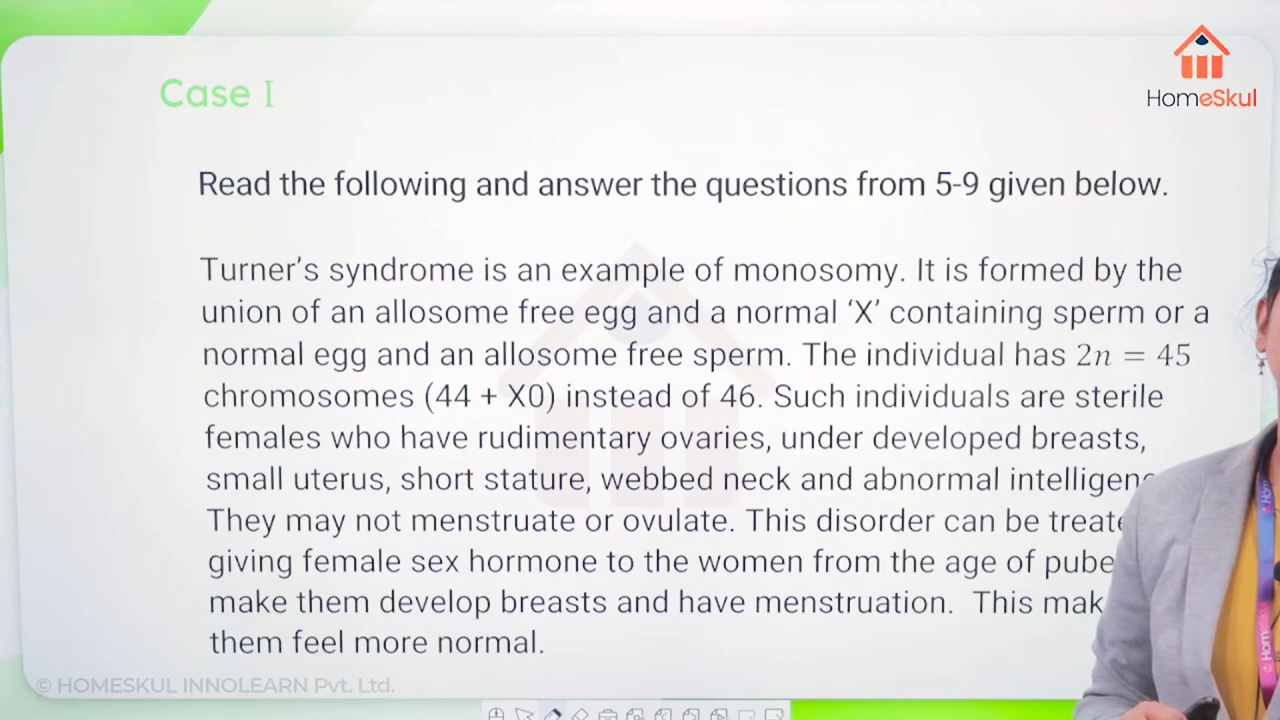 Case I
HomeSkul
Read the following and answer the questions from 5-9 given below.
Turner's syndrome is an example of monosomy. It is formed by the
union of an allosome free egg and a normal ‘X’ containing sperm or a
normal egg and an allosome free sperm. The individual has 2n = 45
chromosomes (44 + X0) instead of 46. Such individuals are sterile
females who have rudimentary ovaries, under developed breasts,
small uterus, short stature, webbed neck and abnormal
They may not menstruate or ovulate. This disorder can be
giving female sex hormone to the women from the age of
make them develop breasts and have menstruation. This
them feel more normal.
© HOMESKUL INNOLEARN Pvt. Ltd.
HomeSkul